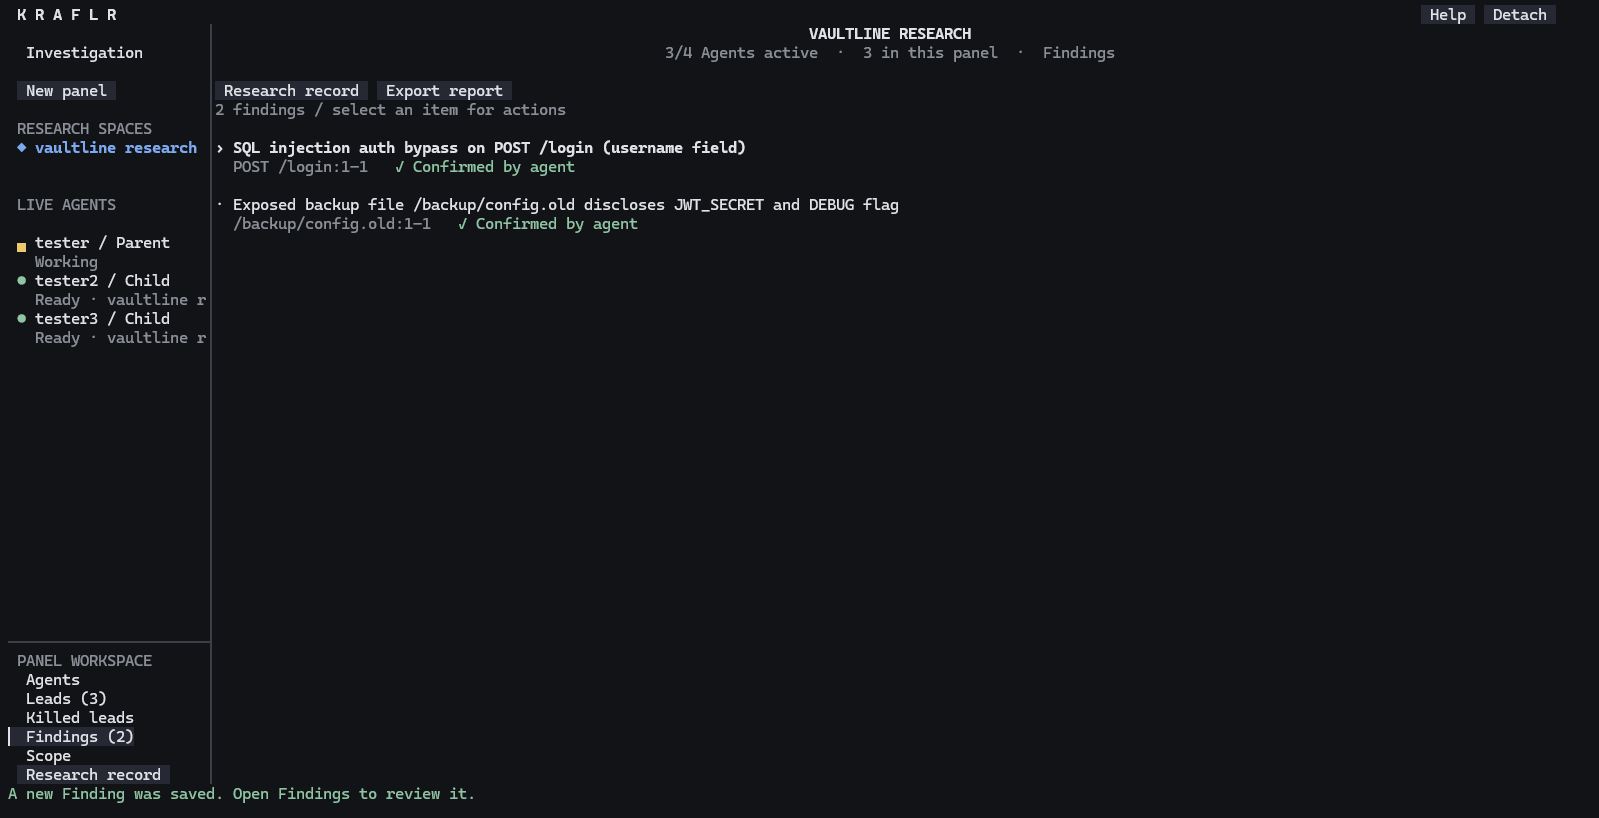 K R A F L R
Help Detach
VAULTLINE RESEARCH
3/4 Agents active · 3 in this panel · Findings
Investigation
New panel
RESEARCH SPACES
◆ vaultline research
LIVE AGENTS
tester / Parent
Working
● tester2 / Child
Ready · vaultline r
● tester3 / Child
Ready · vaultline r
Research record Export report
2 findings / select an item for actions
› SQL injection auth bypass on POST /login (username field)
POST /login:1–1 ✓ Confirmed by agent
· Exposed backup file /backup/config.old discloses JWT_SECRET and DEBUG flag
/backup/config.old:1–1 ✓ Confirmed by agent
PANEL WORKSPACE
Agents
Leads (3)
Killed leads
Findings (2)
Scope
Research record
A new Finding was saved. Open Findings to review it.